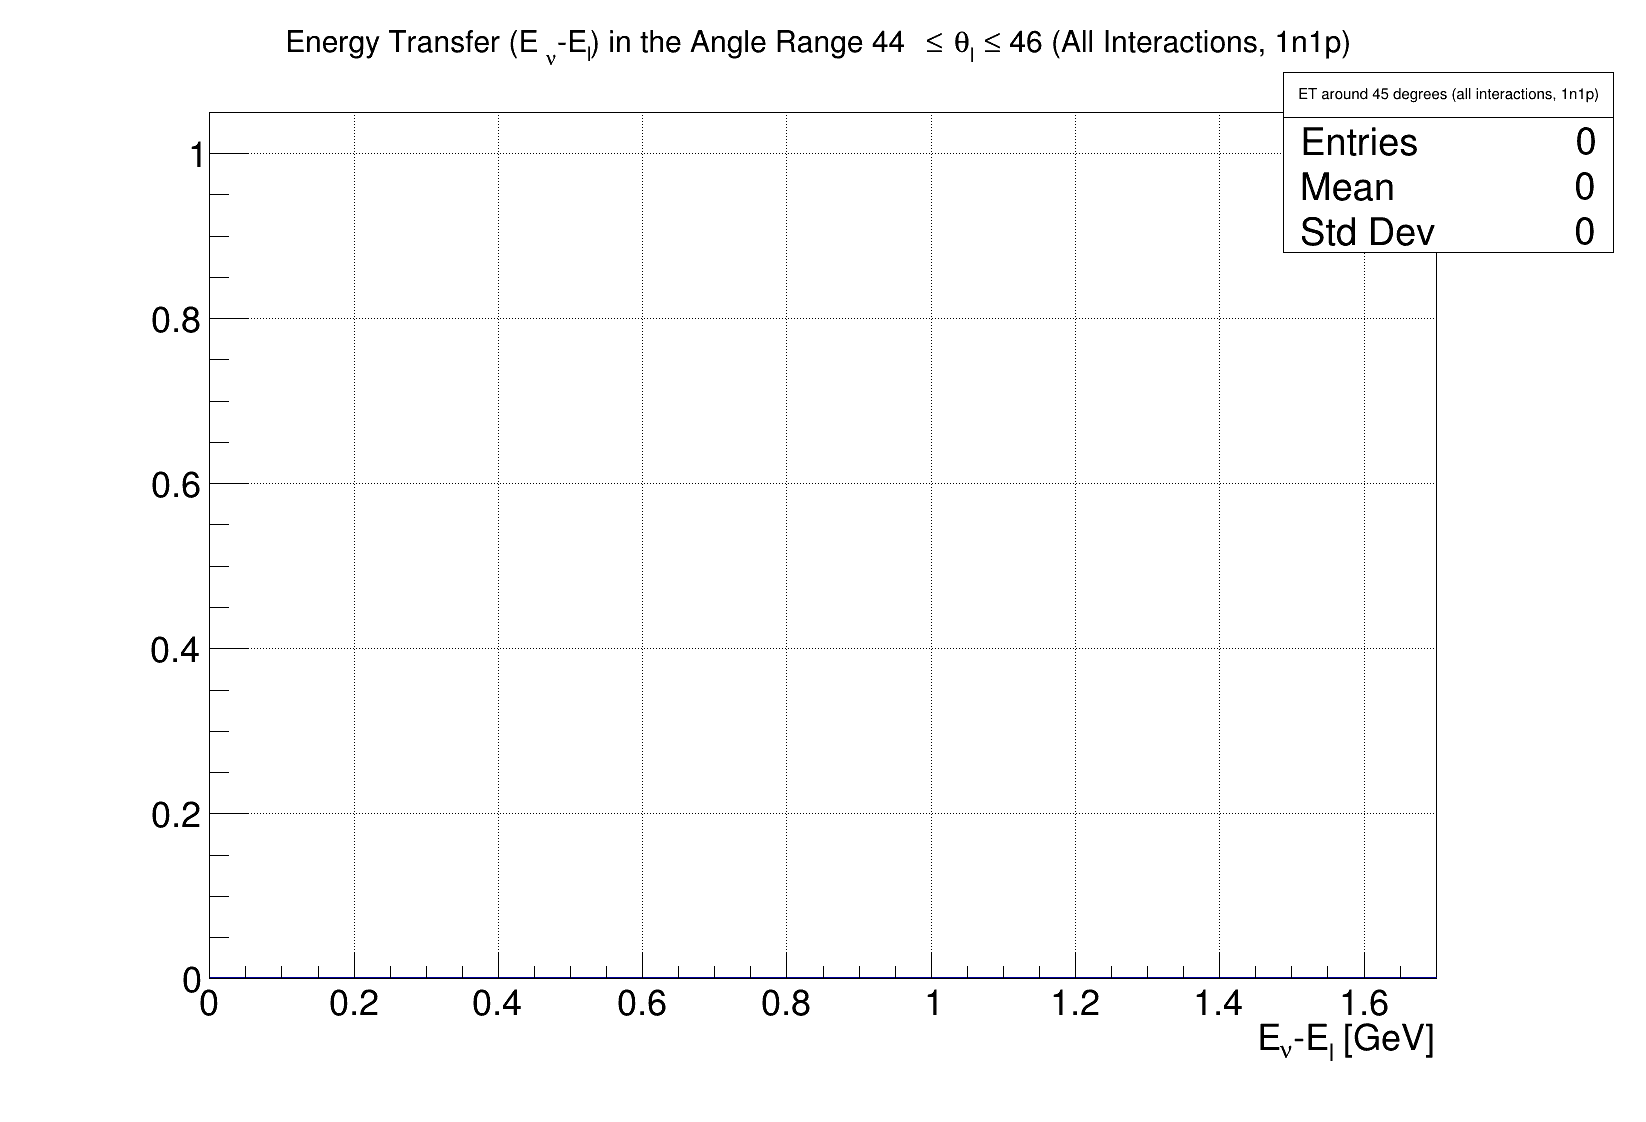 Energy Transfer (Eν-El) in the Angle Range 44 ≤ θl ≤ 46 (All Interactions, 1n1p)
ET around 45 degrees (all interactions, 1n1p)
Entries 0
Mean 0
Std Dev 0
1
0.8
0.6
0.4
0.2
0
0 0.2 0.4 0.6 0.8 1 1.2 1.4 1.6
Eν-El [GeV]